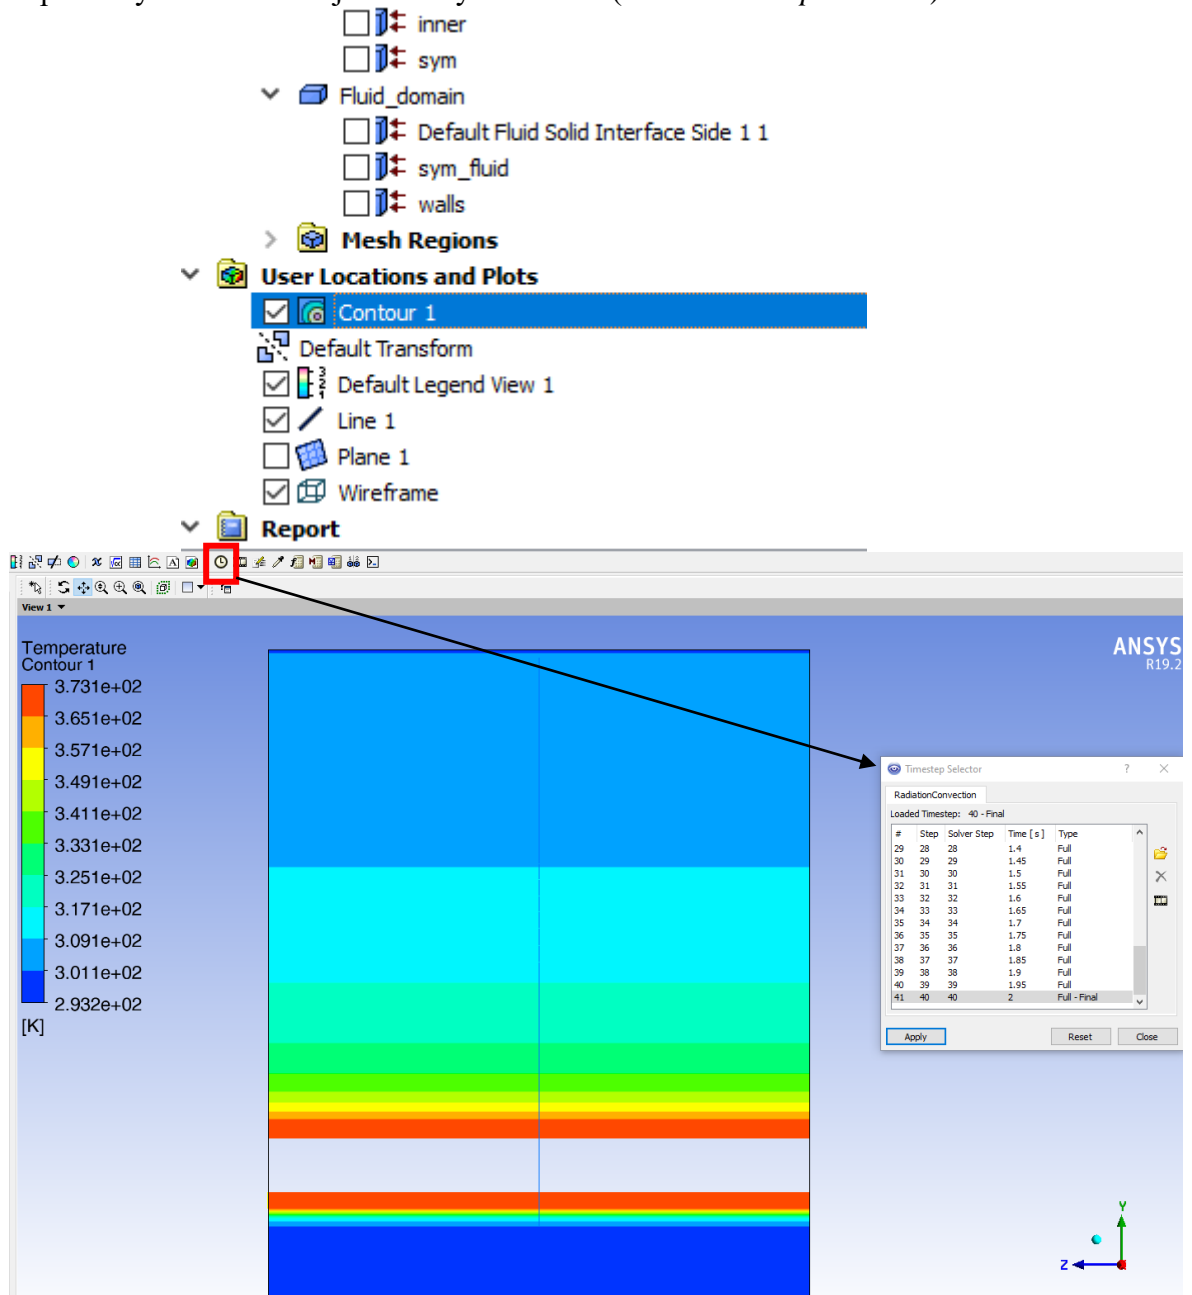 inner
sym
Fluid_domain
Default Fluid Solid Interface Side 1 1
sym_fluid
walls
Mesh Regions
User Locations and Plots
Contour 1
Default Transform
Default Legend View 1
Line 1
Plane 1
Wireframe
Report
View 1
Temperature
Contour 1
3.731e+02
3.651e+02
3.571e+02
3.491e+02
3.411e+02
3.331e+02
3.251e+02
3.171e+02
3.091e+02
3.011e+02
2.932e+02
[K]
ANSYS
R19.2
Timestep Selector
RadiationConvection
Loaded Timestep: 40 - Final
# Step Solver Step Time [ s ] Type
29 28 28 1.4 Full
30 29 29 1.45 Full
31 30 30 1.5 Full
32 31 31 1.55 Full
33 32 32 1.6 Full
34 33 33 1.65 Full
35 34 34 1.7 Full
36 35 35 1.75 Full
37 36 36 1.8 Full
38 37 37 1.85 Full
39 38 38 1.9 Full
40 39 39 1.95 Full
41 40 40 2 Full - Final
Apply Reset Close
Y
Z